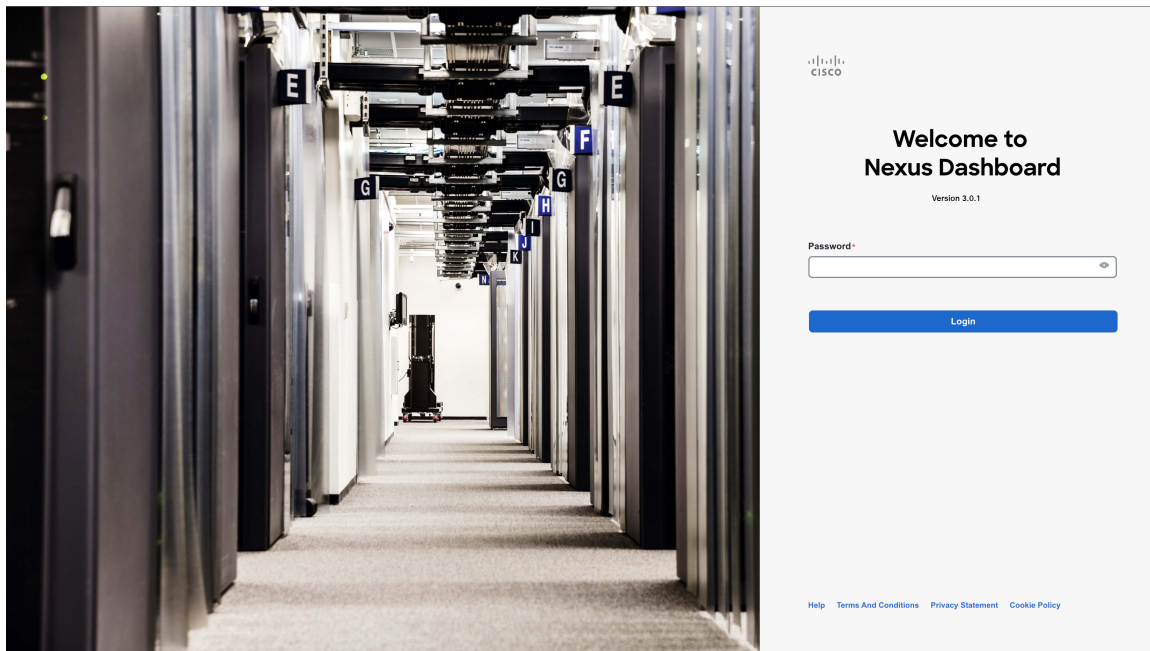 E
E
F
G
G
H
I
J
K
N
CISCO
Welcome to
Nexus Dashboard
Version 3.0.1
Password*
Login
Help Terms And Conditions Privacy Statement Cookie Policy